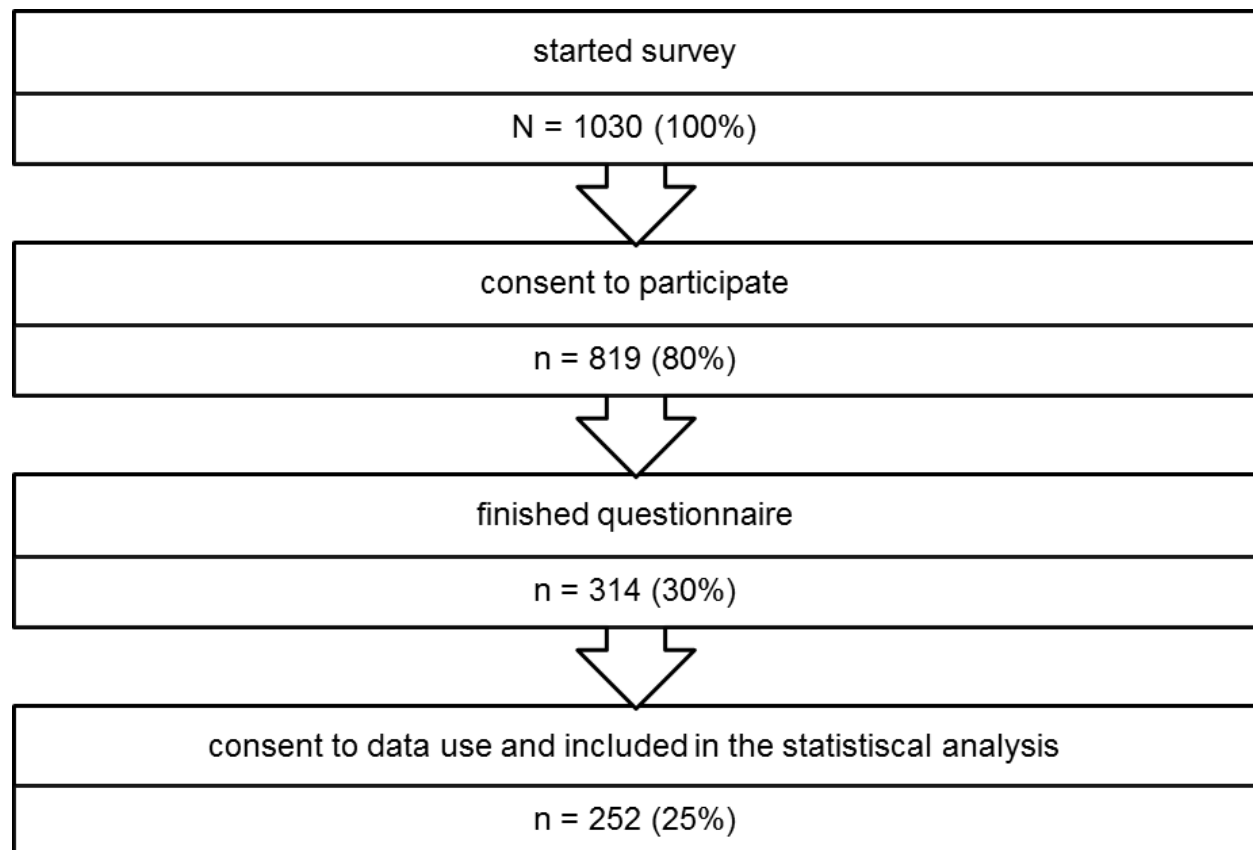 started survey
N = 1030 (100%)
consent to participate
n = 819 (80%)
finished questionnaire
n = 314 (30%)
consent to data use and included in the statistiscal analysis
n = 252 (25%)